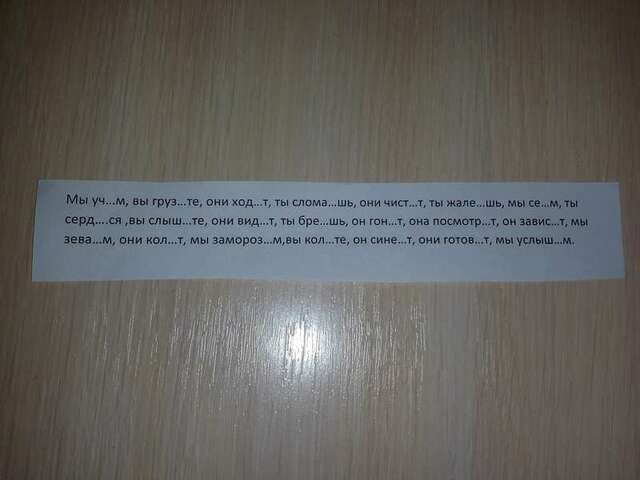 Мы уч...м, вы груз...те, они ход...т, ты слома...шь, они чист...т, ты жале...шь, мы се...м, ты
серд....ся ,вы слыш...те, они вид...т, ты бре...шь, он гон...т, она посмотр...т, он завис...т, мы
зева...м, они кол...т, мы замороз...м,вы кол...те, он сине...т, они готов...т, мы услыш...м.